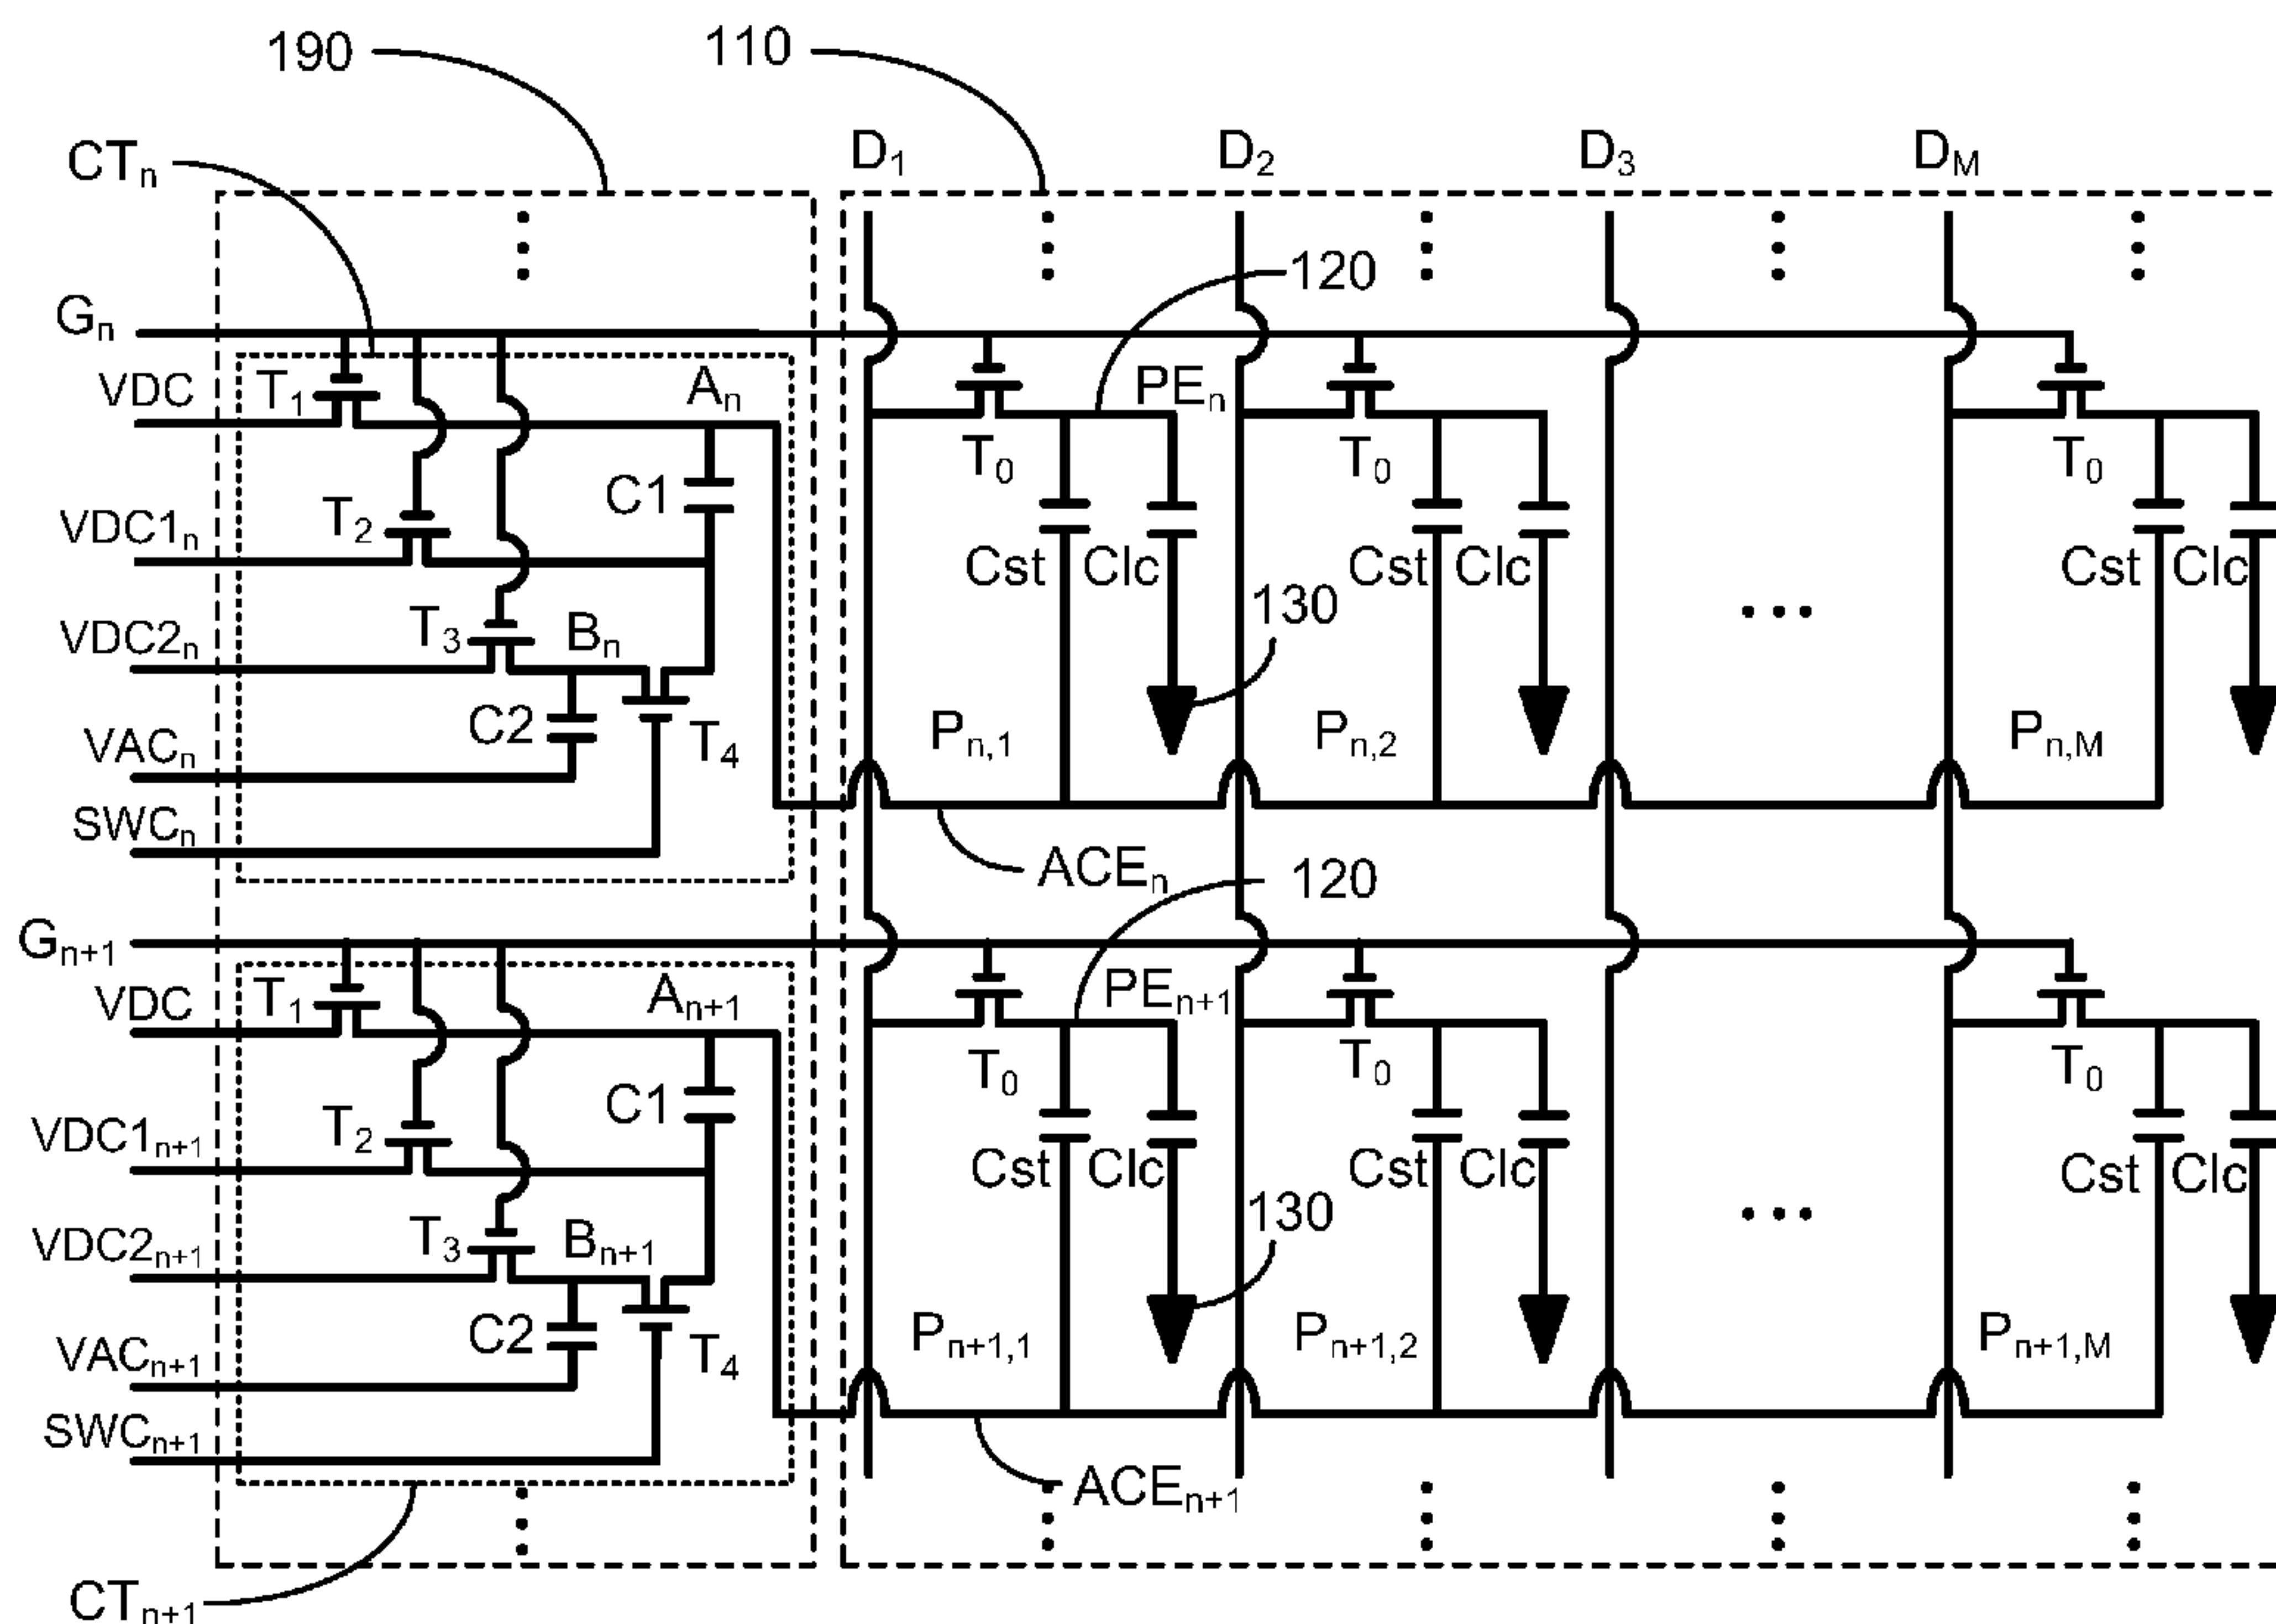 190
110
CTₙ
D₁
D₂
D₃
D_M
120
Gₙ
VDC
T₁
Aₙ
PEₙ
T₀
T₀
T₀
C1
VDC1ₙ
T₂
Cst
Clc
Cst
Clc
Cst
Clc
130
...
VDC2ₙ
T₃
Bₙ
C2
T₄
VACₙ
Pₙ,₁
Pₙ,₂
Pₙ,M
SWCₙ
ACEₙ
120
Gₙ₊₁
VDC
T₁
Aₙ₊₁
PEₙ₊₁
T₀
T₀
T₀
C1
VDC1ₙ₊₁
T₂
Cst
Clc
Cst
Clc
Cst
Clc
130
...
VDC2ₙ₊₁
T₃
Bₙ₊₁
C2
T₄
VACₙ₊₁
Pₙ₊₁,₁
Pₙ₊₁,₂
Pₙ₊₁,M
SWCₙ₊₁
ACEₙ₊₁
CTₙ₊₁